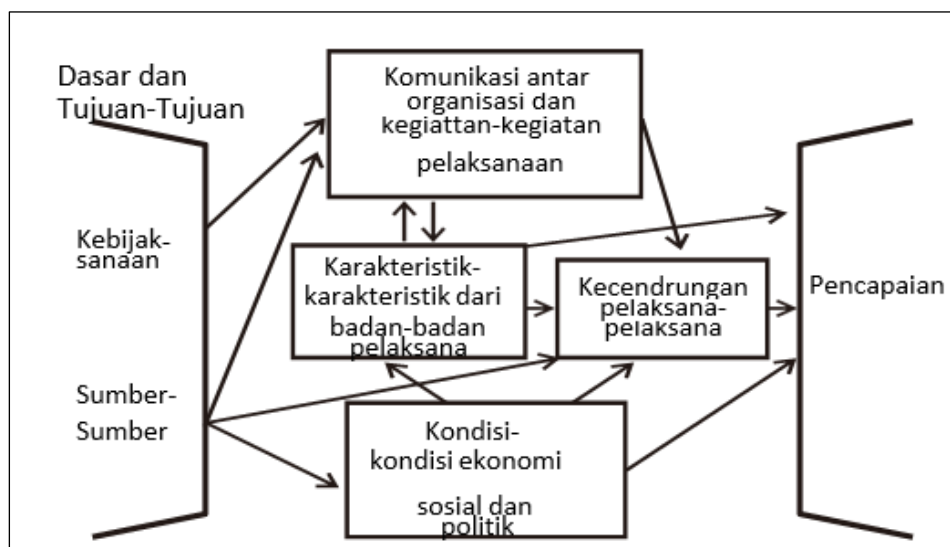 Dasar dan
Tujuan-Tujuan
Kebijak-
sanaan
Sumber-
Sumber
Komunikasi antar
organisasi dan
kegiattan-kegiatan
pelaksanaan
Karakteristik-
karakteristik dari
badan-badan
pelaksana
Kecendrungan
pelaksana-
pelaksana
Kondisi-
kondisi ekonomi
sosial dan
politik
Pencapaian